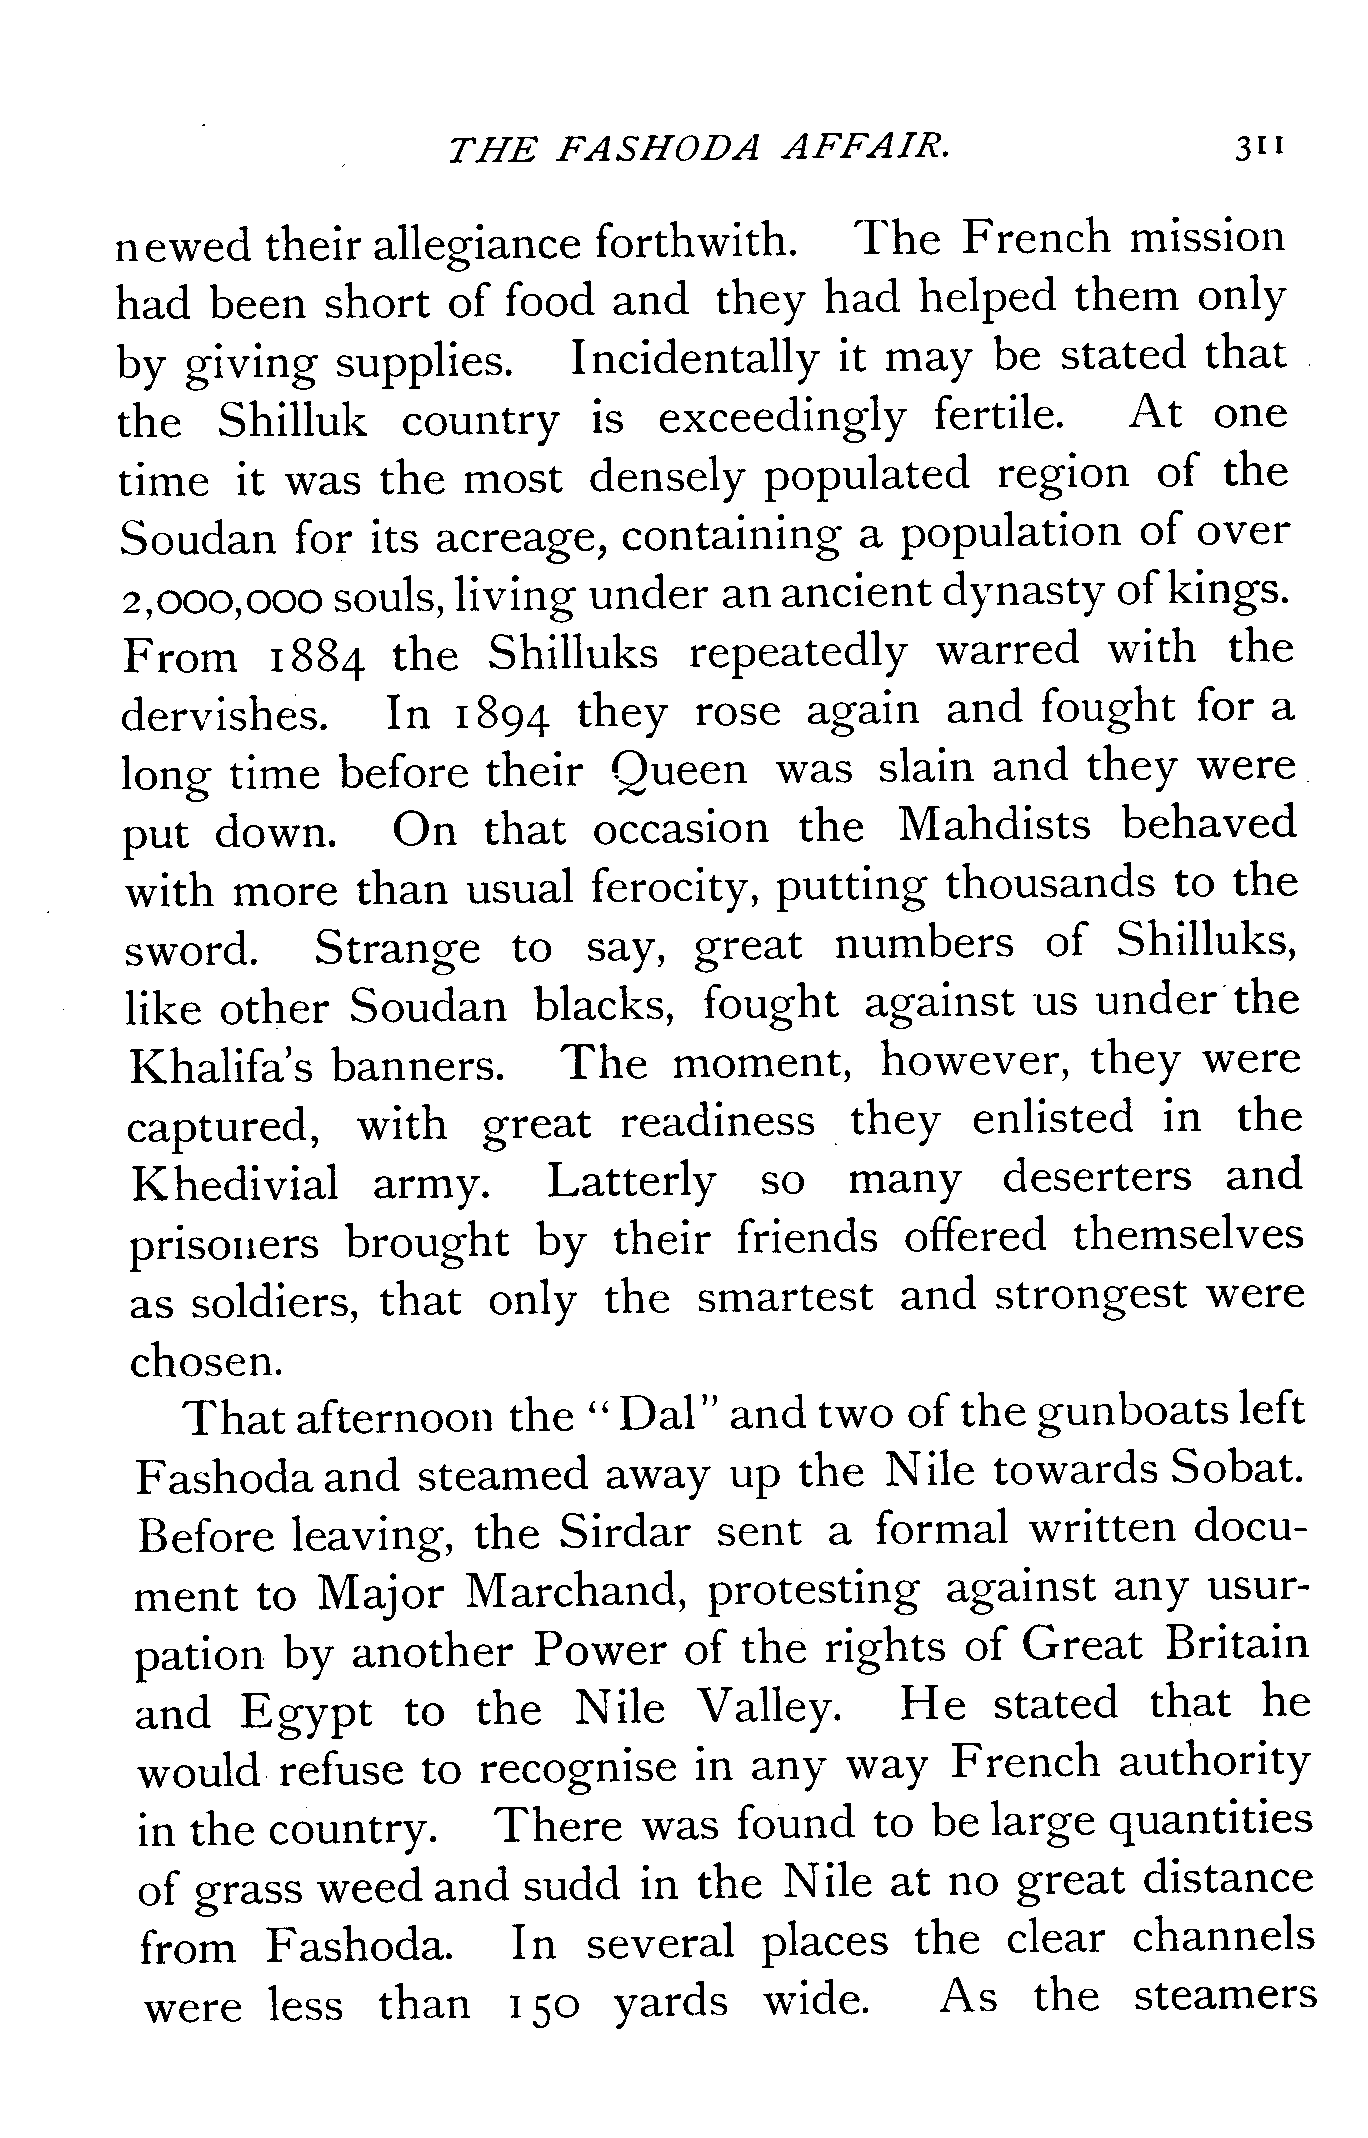 THE FASHODA AFFAIR. 311
newed their allegiance forthwith. The French mission
had been short of food and they had helped them only
by giving supplies. Incidentally it may be stated that
the Shilluk country is exceedingly fertile. At one
time it was the most densely populated region of the
Soudan for its acreage, containing a population of over
2,000,000 souls, living under an ancient dynasty of kings.
From 1884 the Shilluks repeatedly warred with the
dervishes. In 1894 they rose again and fought for a
long time before their Queen was slain and they were
put down. On that occasion the Mahdists behaved
with more than usual ferocity, putting thousands to the
sword. Strange to say, great numbers of Shilluks,
like other Soudan blacks, fought against us under the
Khalifa's banners. The moment, however, they were
captured, with great readiness they enlisted in the
Khedivial army. Latterly so many deserters and
prisoners brought by their friends offered themselves
as soldiers, that only the smartest and strongest were
chosen.
That afternoon the "Dal" and two of the gunboats left
Fashoda and steamed away up the Nile towards Sobat.
Before leaving, the Sirdar sent a formal written docu-
ment to Major Marchand, protesting against any usur-
pation by another Power of the rights of Great Britain
and Egypt to the Nile Valley. He stated that he
would refuse to recognise in any way French authority
in the country. There was found to be large quantities
of grass weed and sudd in the Nile at no great distance
from Fashoda. In several places the clear channels
were less than 150 yards wide. As the steamers